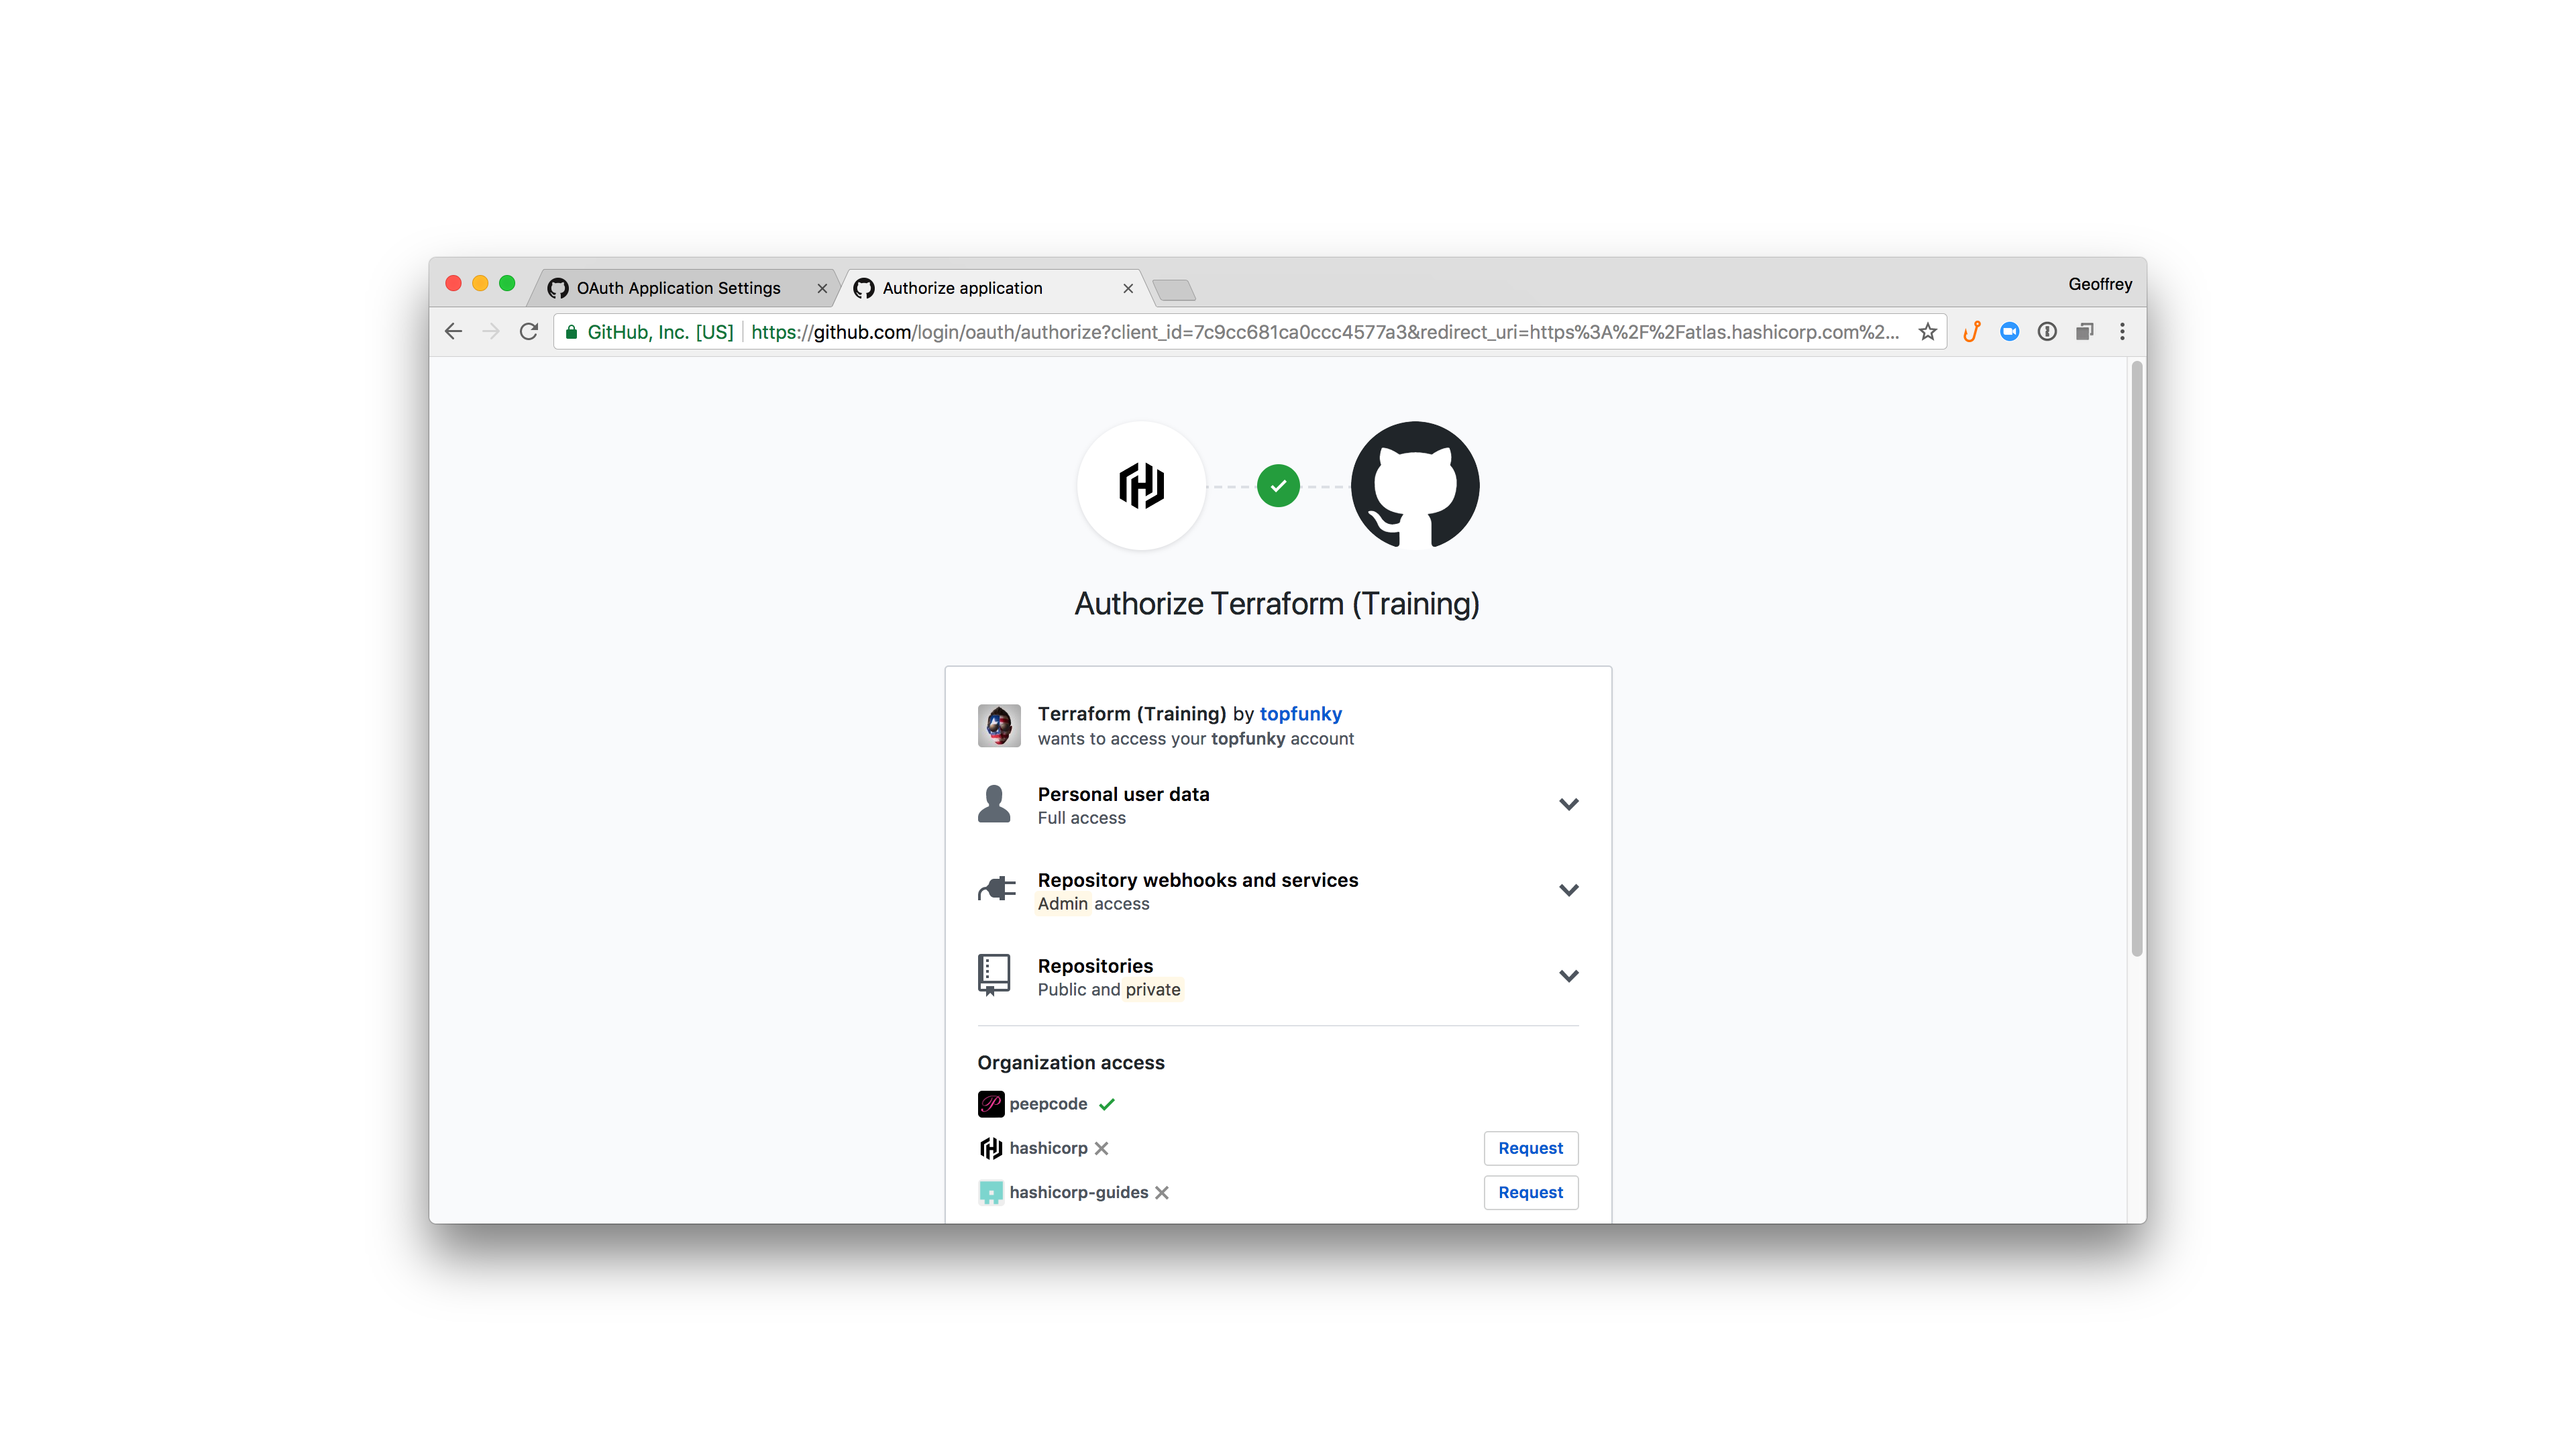 OAuth Application Settings
Authorize application
Geoffrey
GitHub, Inc. [US]
https://github.com/login/oauth/authorize?client_id=7c9cc681ca0ccc4577a3&redirect_uri=https%3A%2F%2Fatlas.hashicorp.com%2...
Authorize Terraform (Training)
Terraform (Training) by topfunky
wants to access your topfunky account
Personal user data
Full access
Repository webhooks and services
Admin access
Repositories
Public and private
Organization access
peepcode
hashicorp
Request
hashicorp-guides
Request